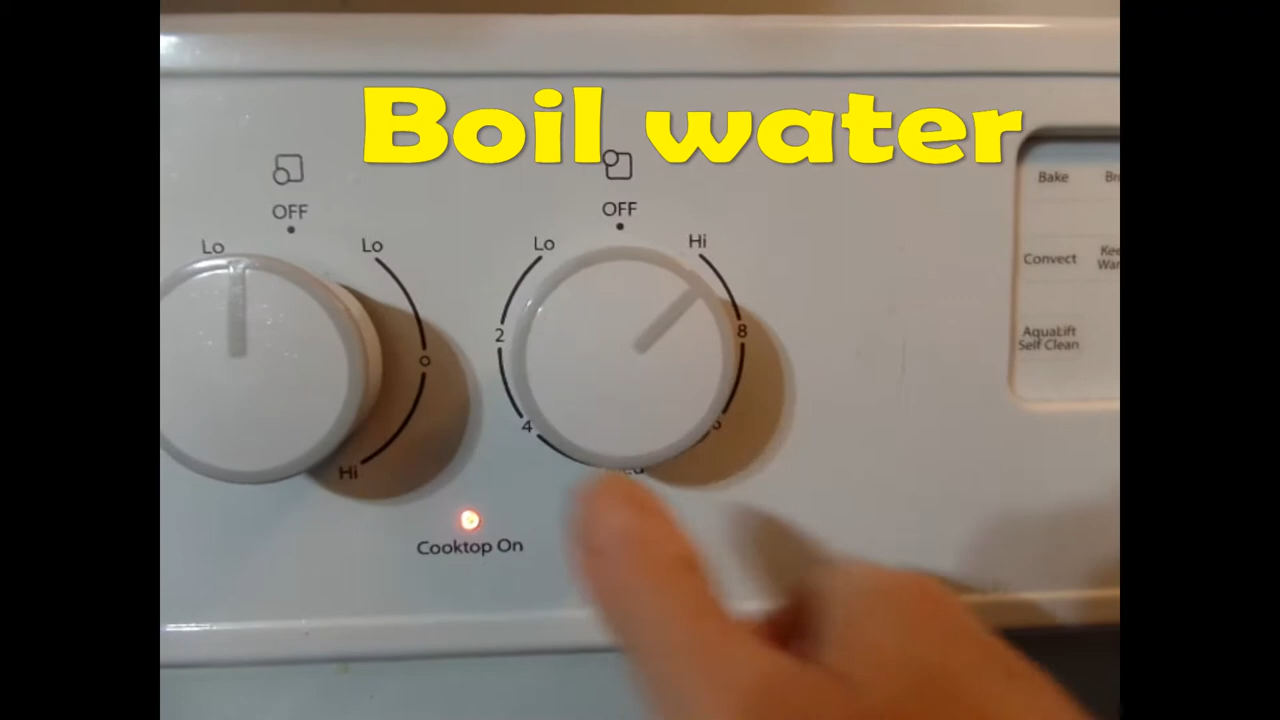 Boil water
OFF
OFF
Bake
Lo
Lo
Lo
Hi
Convect
2
8
AquaLift
Self Clean
4
Hi
Cooktop On